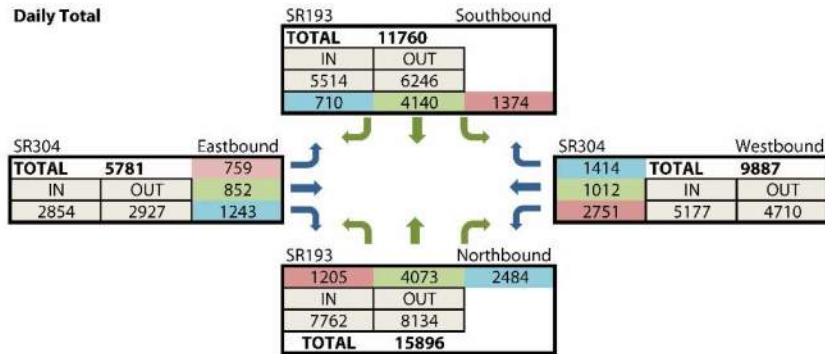 Daily Total
SR193 Southbound
TOTAL 11760
IN OUT
5514 6246
710 4140 1374
SR304 Eastbound
TOTAL 5781 759
IN OUT 852
2854 2927 1243
SR304 Westbound
1414 TOTAL 9887
1012 IN OUT
2751 5177 4710
SR193 Northbound
1205 4073 2484
IN OUT
7762 8134
TOTAL 15896